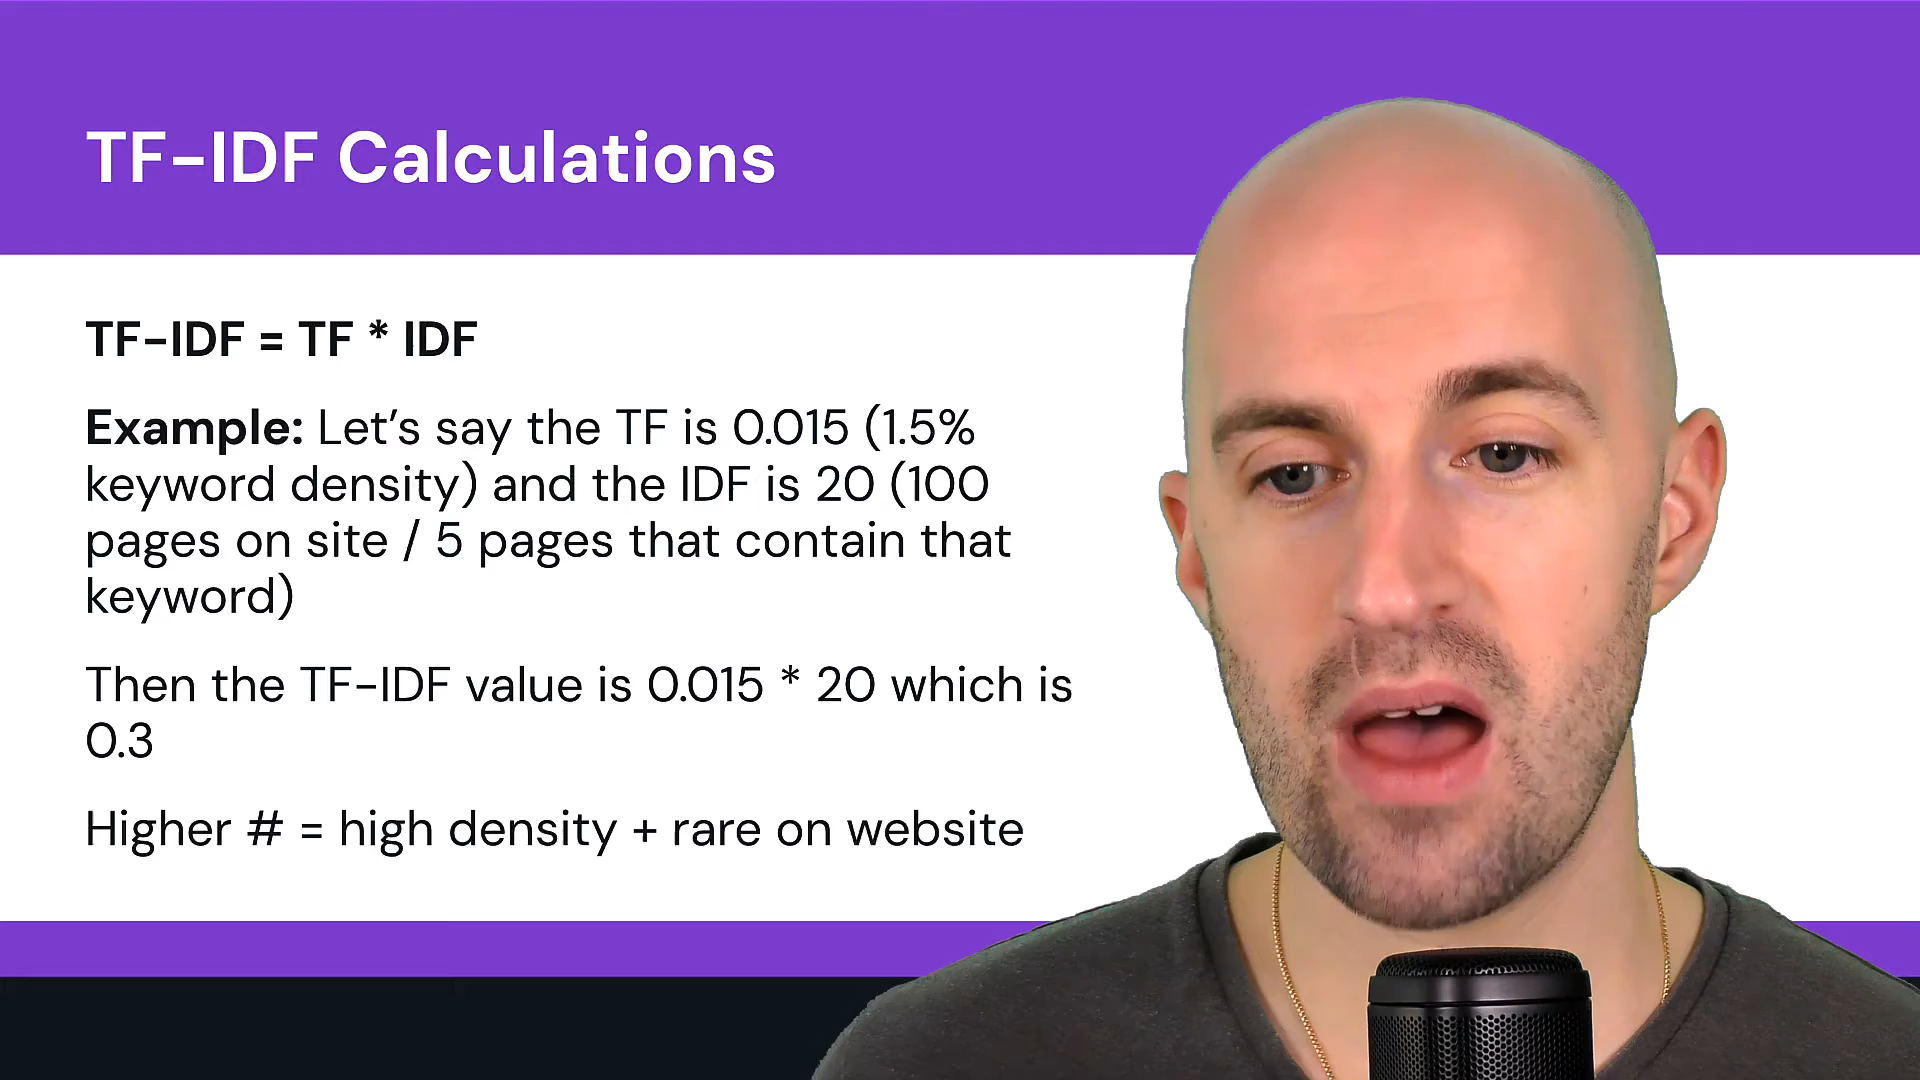 TF-IDF Calculations
TF-IDF = TF * IDF
Example: Let’s say the TF is 0.015 (1.5%
keyword density) and the IDF is 20 (100
pages on site / 5 pages that contain that
keyword)
Then the TF-IDF value is 0.015 * 20 which is
0.3
Higher # = high density + rare on website